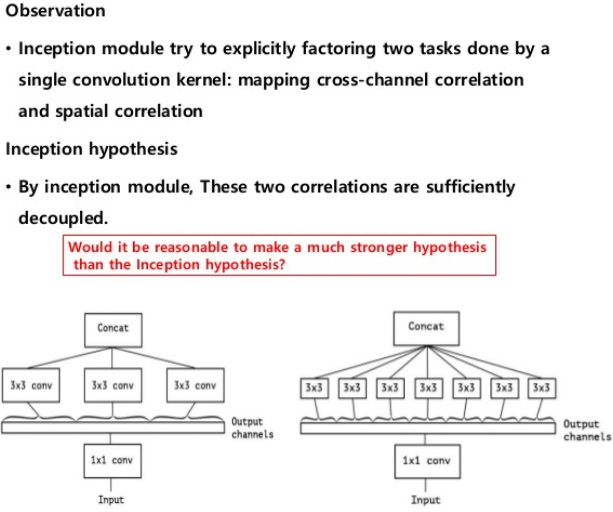 Observation
• Inception module try to explicitly factoring two tasks done by a
single convolution kernel: mapping cross-channel correlation
and spatial correlation
Inception hypothesis
• By inception module, These two correlations are sufficiently
decoupled.
Would it be reasonable to make a much stronger hypothesis
than the Inception hypothesis?
Concat
3x3 conv 3x3 conv 3x3 conv
Output
channels
1x1 conv
Input
Concat
3x3 3x3 3x3 3x3 3x3 3x3 3x3
Output
channels
1x1 conv
Input